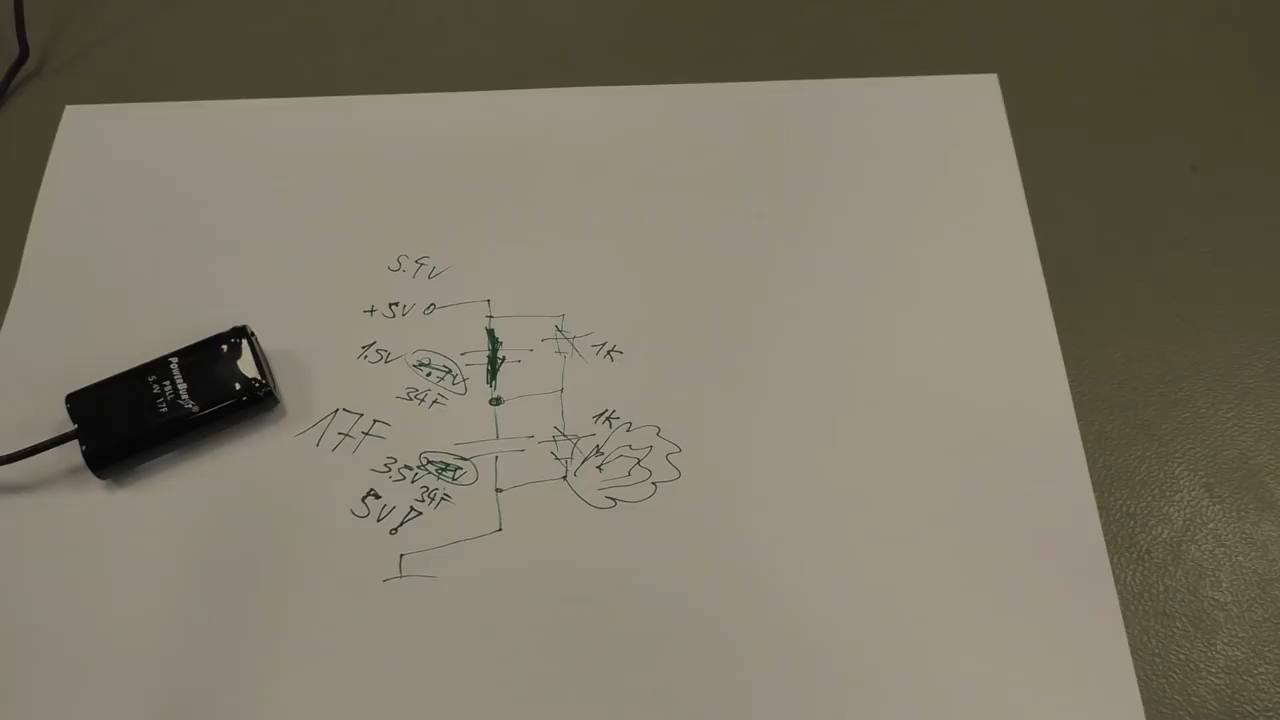 5.4V
+5V
1.5V 2.7V
1K
34F
17F
1K
3.5V
34F
5V!
POWERBURST®
PBLL
5.4V 17F